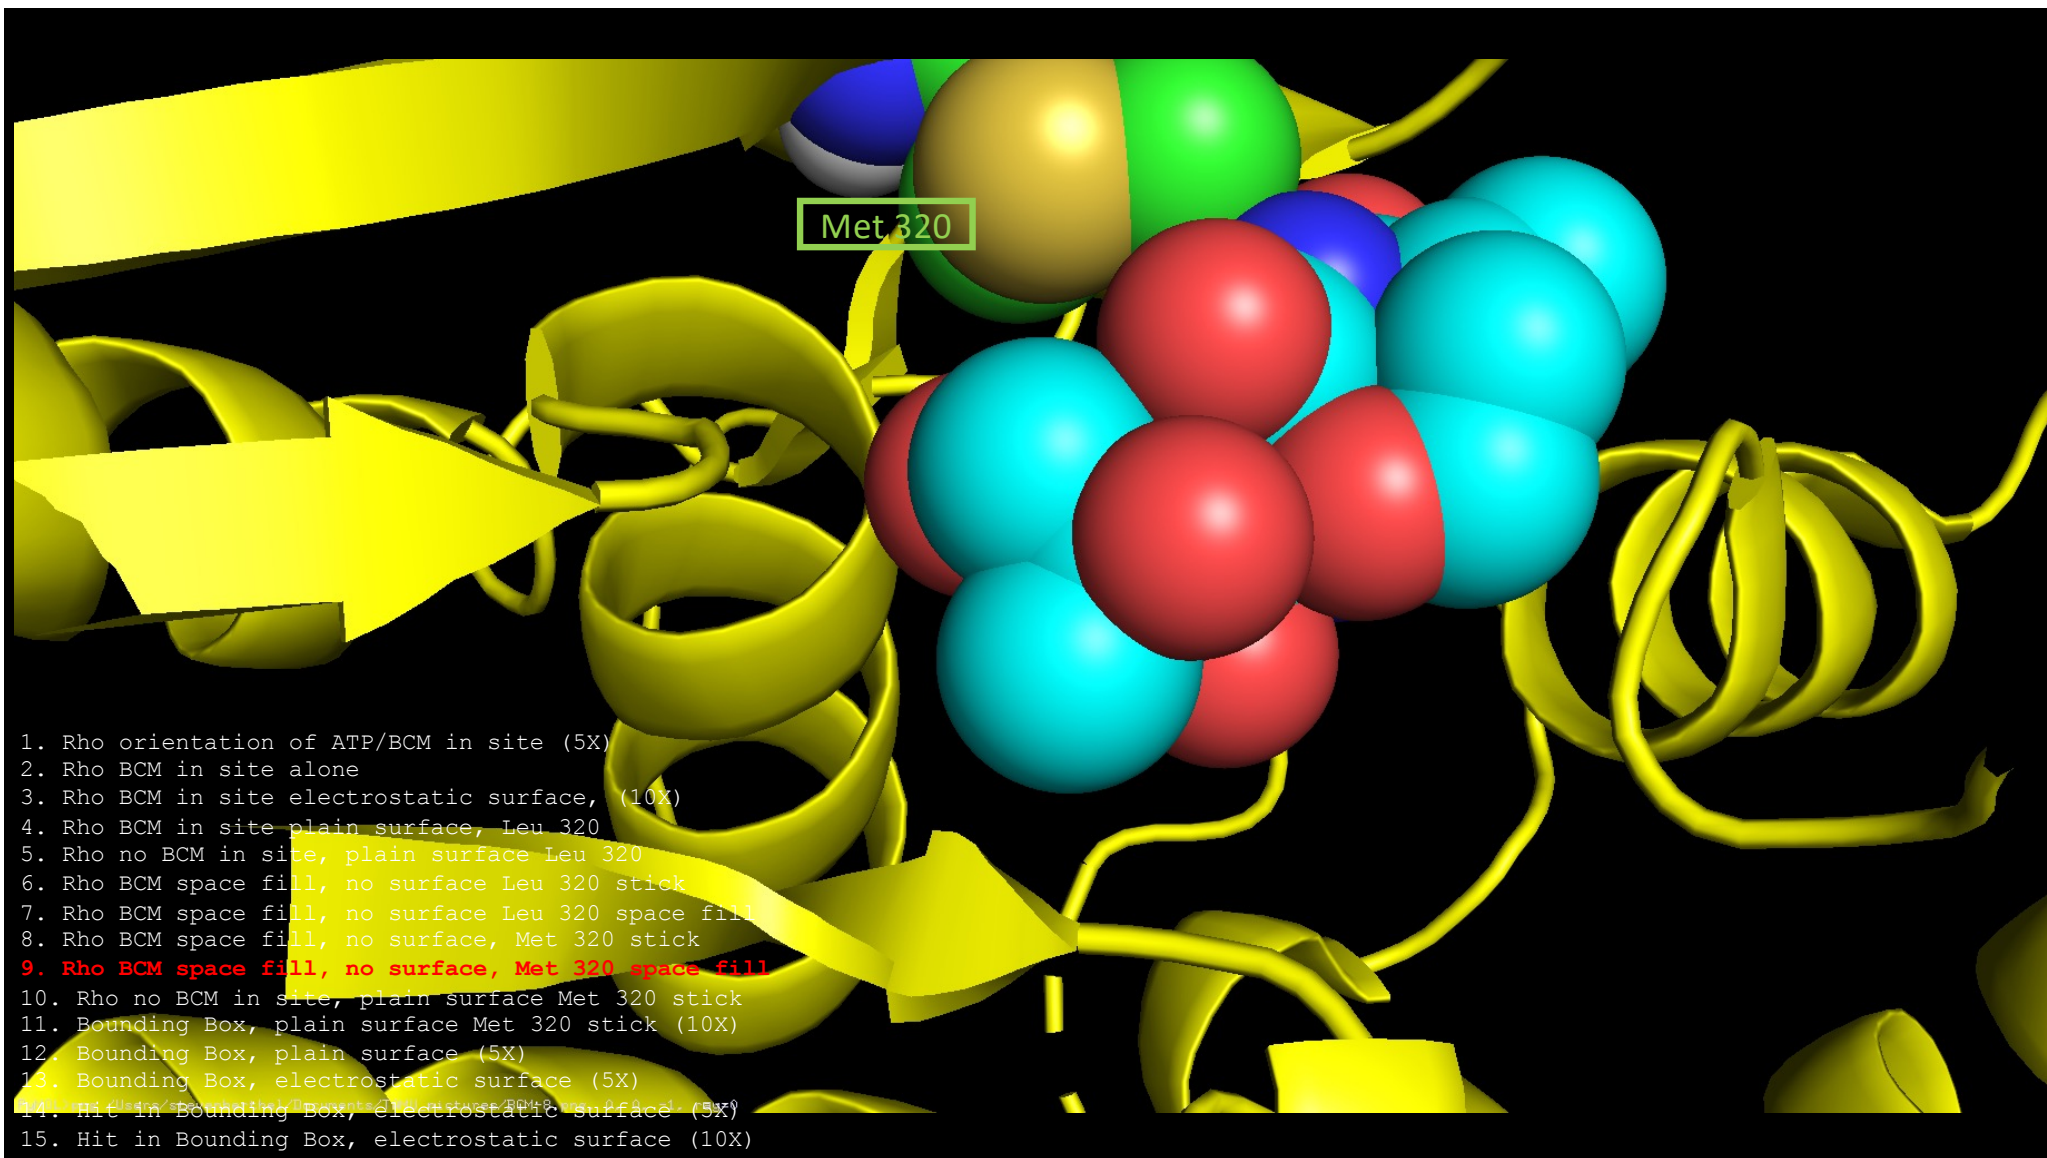 Met 320
1. Rho orientation of ATP/BCM in site (5X)
2. Rho BCM in site alone
3. Rho BCM in site electrostatic surface, (10X)
4. Rho BCM in site plain surface, Leu 320
5. Rho no BCM in site, plain surface Leu 320
6. Rho BCM space fill, no surface Leu 320 stick
7. Rho BCM space fill, no surface Leu 320 space fill
8. Rho BCM space fill, no surface, Met 320 stick
9. Rho BCM space fill, no surface, Met 320 space fill
10. Rho no BCM in site, plain surface Met 320 stick
11. Bounding Box, plain surface Met 320 stick (10X)
12. Bounding Box, plain surface (5X)
13. Bounding Box, electrostatic surface (5X)
14. Hit in Bounding Box, electrostatic surface (5X)
15. Hit in Bounding Box, electrostatic surface (10X)